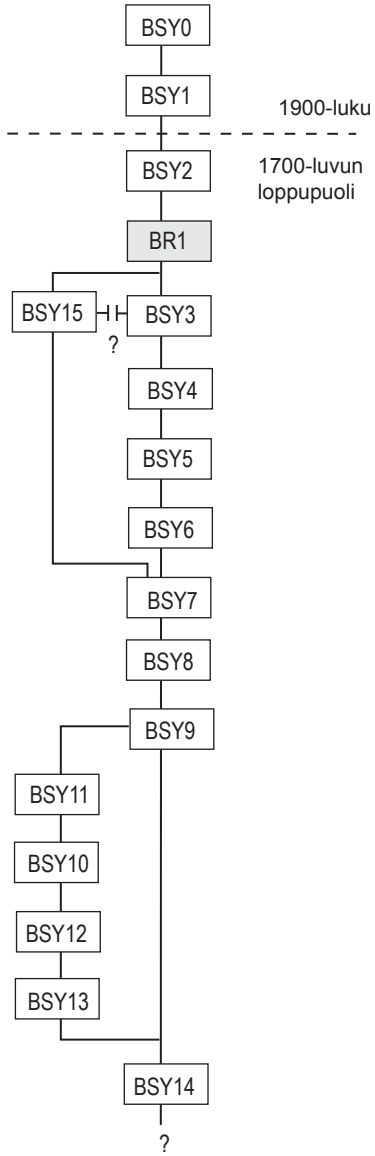 BSY0
BSY1
1900-luku
BSY2
1700-luvun
loppupuoli
BR1
BSY15
BSY3
?
BSY4
BSY5
BSY6
BSY7
BSY8
BSY9
BSY11
BSY10
BSY12
BSY13
BSY14
?